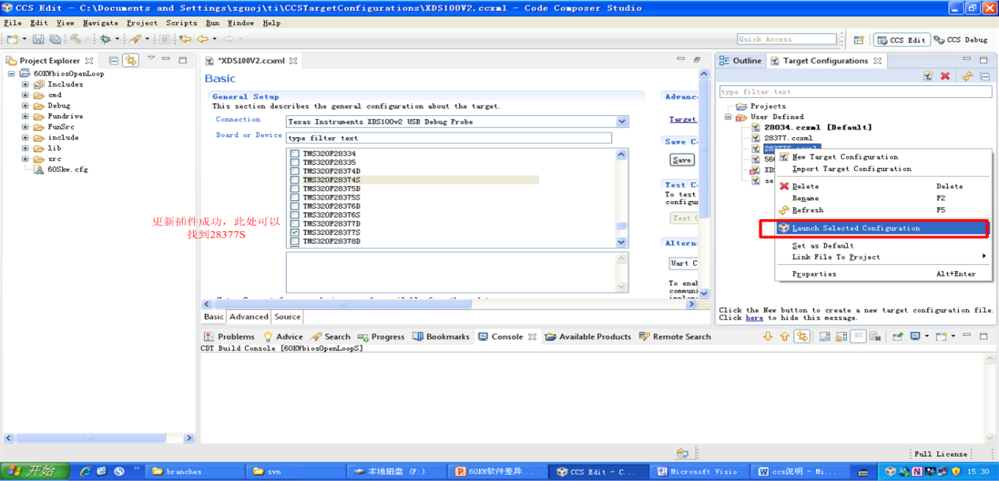 CCS Edit - C:\Documents and Settings\zguoj\ti\CCSTargetConfigurations\XDS100V2.ccxml - Code Composer Studio
File Edit View Navigate Project Scripts Run Window Help
Quick Access
CCS Edit
CCS Debug
Project Explorer
60KWbiosOpenLoop
Includes
cmd
Debug
Fundrive
FunSrc
include
lib
src
60Skw.cfg
更新插件成功，此处可以
找到28377S
*XDS100V2.ccxml
Basic
General Setup
This section describes the general configuration about the target.
Connection
Texas Instruments XDS100v2 USB Debug Probe
Board or Device
type filter text
TMS320F28334
TMS320F28335
TMS320F28374D
TMS320F28374S
TMS320F28375D
TMS320F28375S
TMS320F28376D
TMS320F28376S
TMS320F28377D
TMS320F28377S
TMS320F28378D
Advanc
Target
Save C
Save
Test C
To test
configu
Test
Altern
Uart C
To enab
communi
Basic Advanced Source
Outline
Target Configurations
type filter text
Projects
User Defined
28034.ccxml [Default]
28377.ccxml
28377S.ccxml
56
XD
se
New Target Configuration
Import Target Configuration
Delete Delete
Rename F2
Refresh F5
Launch Selected Configuration
Set as Default
Link File To Project
Properties Alt+Enter
Click the New button to create a new target configuration file.
Click here to hide this message.
Problems Advice Search Progress Bookmarks Console Available Products Remote Search
CDT Build Console [60KWbiosOpenLoopS]
Full License
开始
branches
svn
本地磁盘 (F:)
60KW软件差异...
CCS Edit - C...
Microsoft Visio
ccs说明 - Mi...
15:30